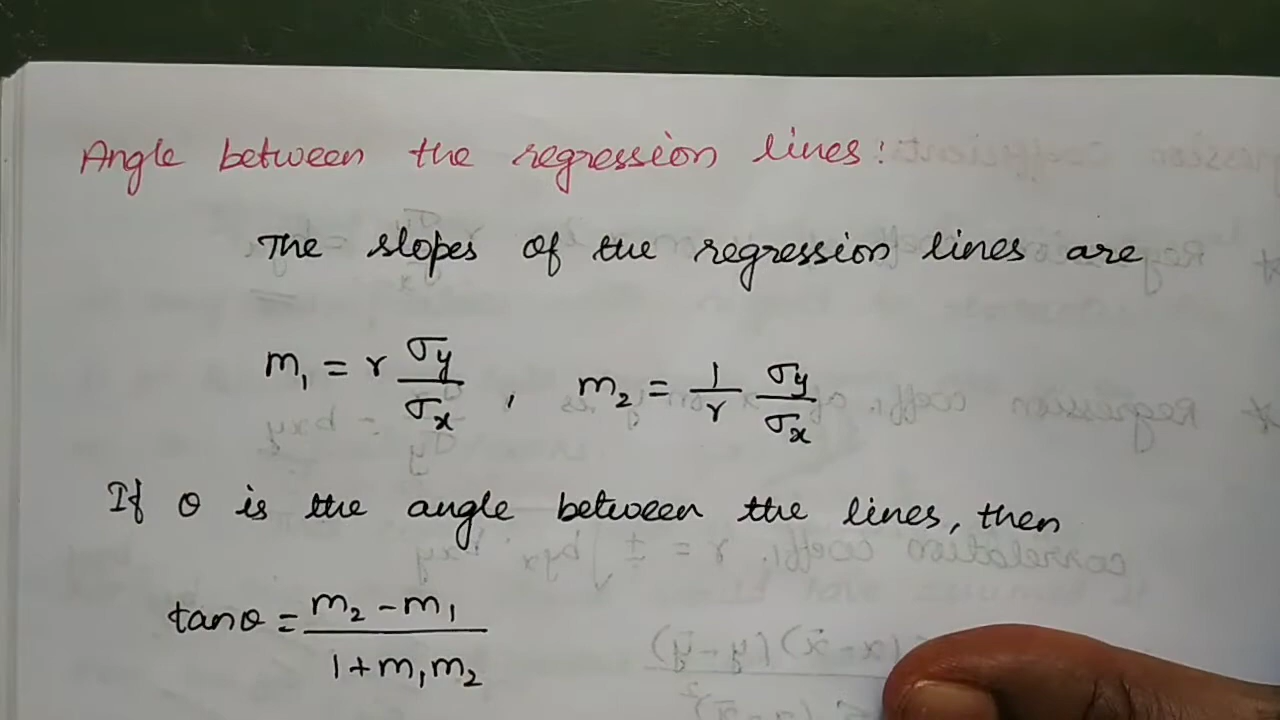 Angle between the regression lines:
The slopes of the regression lines are
m₁ = r σy/σx , m₂ = 1/r σy/σx
If θ is the angle between the lines, then
tanθ = m₂ - m₁ / 1 + m₁m₂